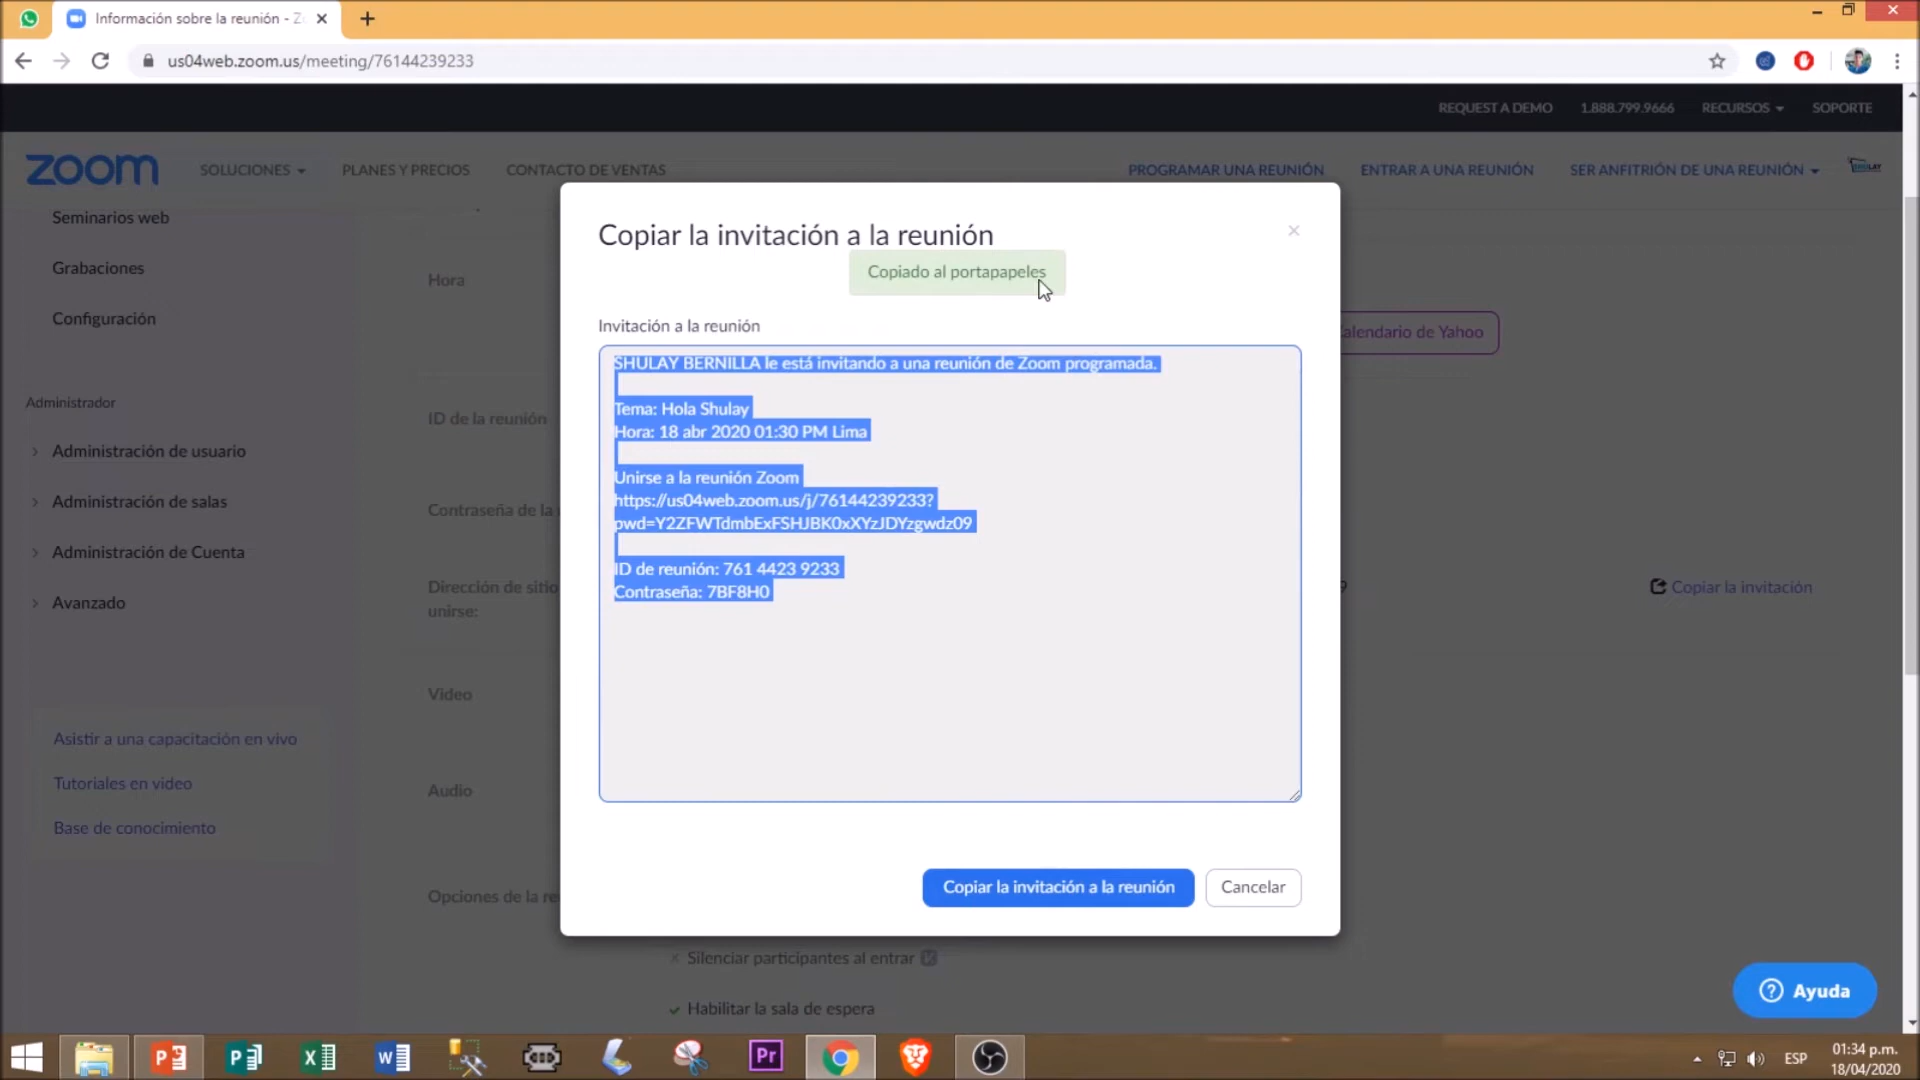 Información sobre la reunión - Z
us04web.zoom.us/meeting/76144239233
REQUEST A DEMO 1.888.799.9666 RECURSOS SOPORTE
zoom SOLUCIONES PLANES Y PRECIOS CONTACTO DE VENTAS PROGRAMAR UNA REUNIÓN ENTRAR A UNA REUNIÓN SER ANFITRIÓN DE UNA REUNIÓN
Seminarios web
Grabaciones
Configuración
Administrador
Administración de usuario
Administración de salas
Administración de Cuenta
Avanzado
Asistir a una capacitación en vivo
Tutoriales en video
Base de conocimiento
Hora
Calendario de Yahoo
ID de la reunión
Contraseña de la
Dirección de sitio
unirse:
Copiar la invitación
Video
Audio
Opciones de la
Silenciar participantes al entrar
Habilitar la sala de espera
Copiar la invitación a la reunión
Copiado al portapapeles
Invitación a la reunión
SHULAY BERNILLA le está invitando a una reunión de Zoom programada.
Tema: Hola Shulay
Hora: 18 abr 2020 01:30 PM Lima
Unirse a la reunión Zoom
https://us04web.zoom.us/j/76144239233?
pwd=Y2ZFWTdmbExFSHJBK0xXYzJDYzgwdz09
ID de reunión: 761 4423 9233
Contraseña: 7BF8H0
Copiar la invitación a la reunión Cancelar
Ayuda
ESP 01:34 p.m.
18/04/2020